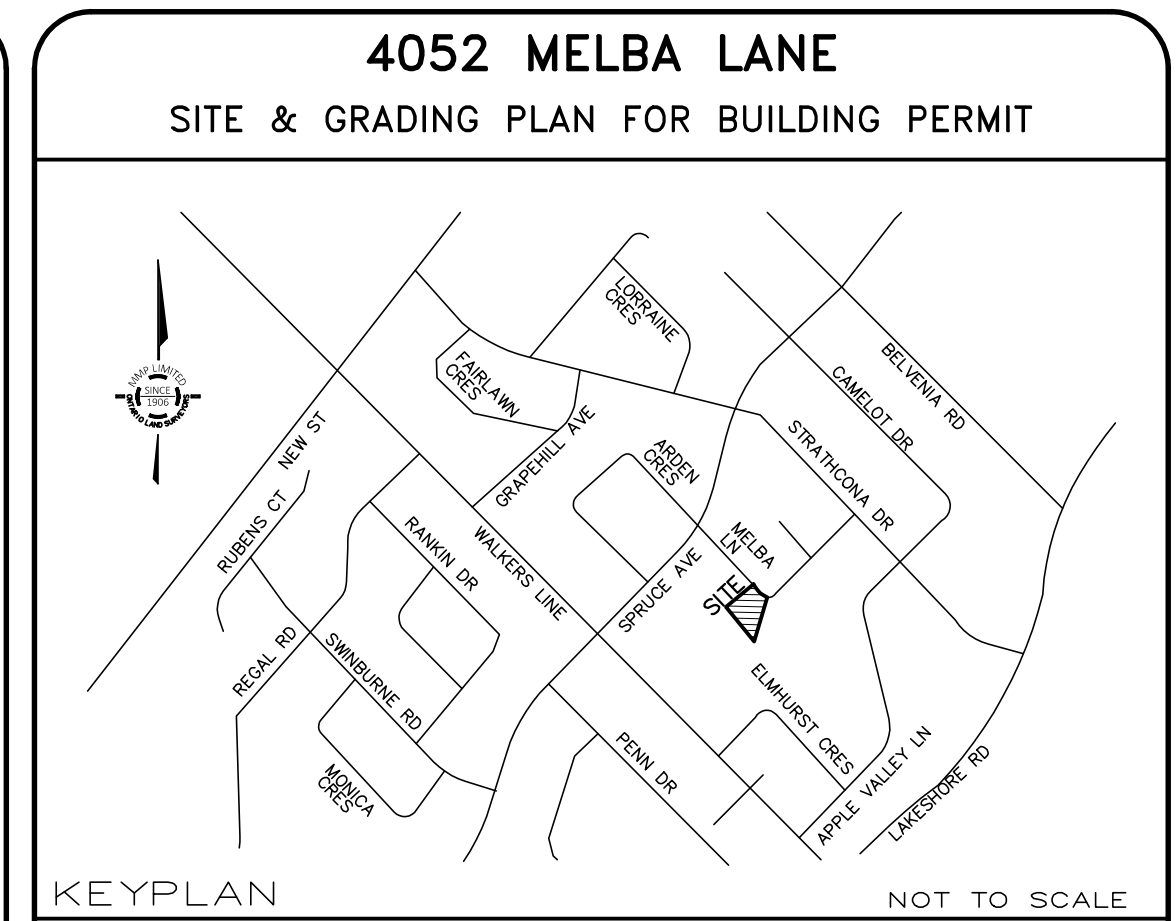 4052 MELBA LANE
SITE & GRADING PLAN FOR BUILDING PERMIT
LORRAINE
CRES
BELVENIA RD
FAIRLAWN
CRES
CAMELOT DR
MMP LIMITED
SINCE
1906
ONTARIO LAND SURVEYORS
NEW ST
GRAPEHILL AVE
ARDEN
CRES
STRATHCONA DR
RUBENS CT
RANKIN DR
WALKERS LINE
MELBA
LN
SPRUCE AVE
SITE
REGAL RD
SWINBURNE RD
ELMHURST CRES
PENN DR
MONICA
CRES
APPLE VALLEY LN
LAKESHORE RD
KEYPLAN
NOT TO SCALE